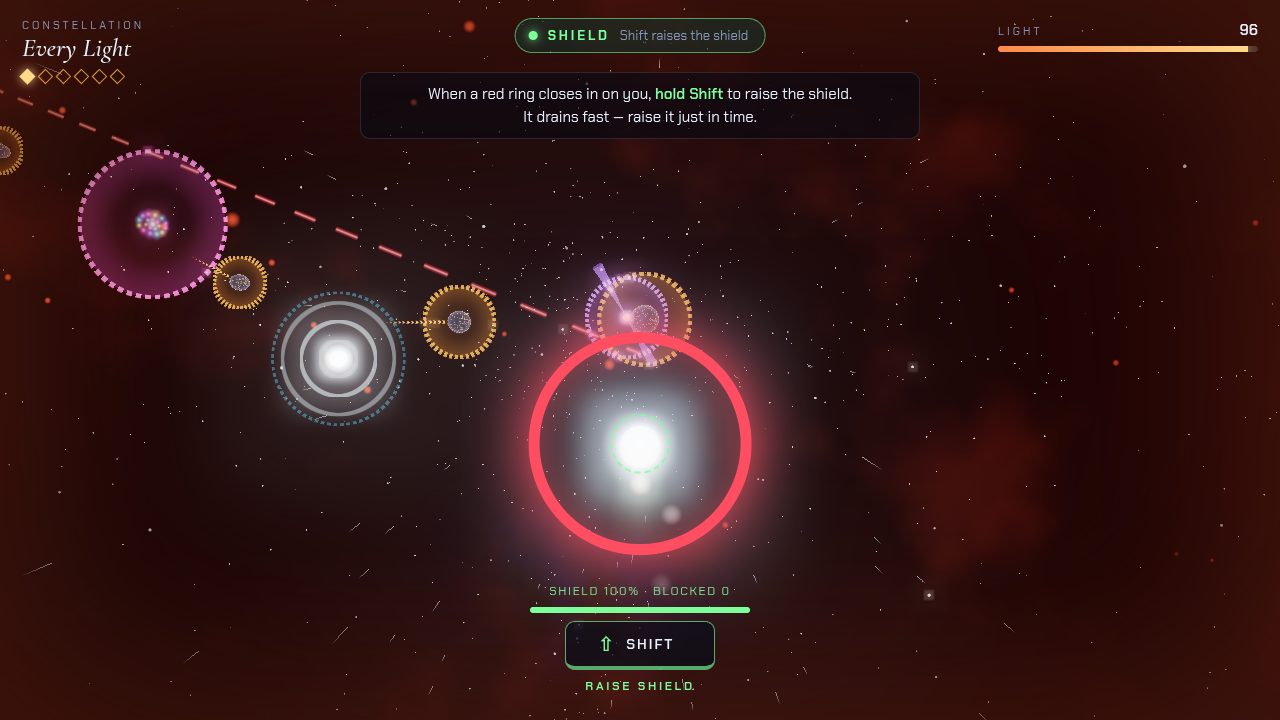 CONSTELLATION
Every Light
SHIELD Shift raises the shield
LIGHT 96
When a red ring closes in on you, hold Shift to raise the shield.
It drains fast — raise it just in time.
SHIELD 100% · BLOCKED 0
⇧ SHIFT
RAISE SHIELD